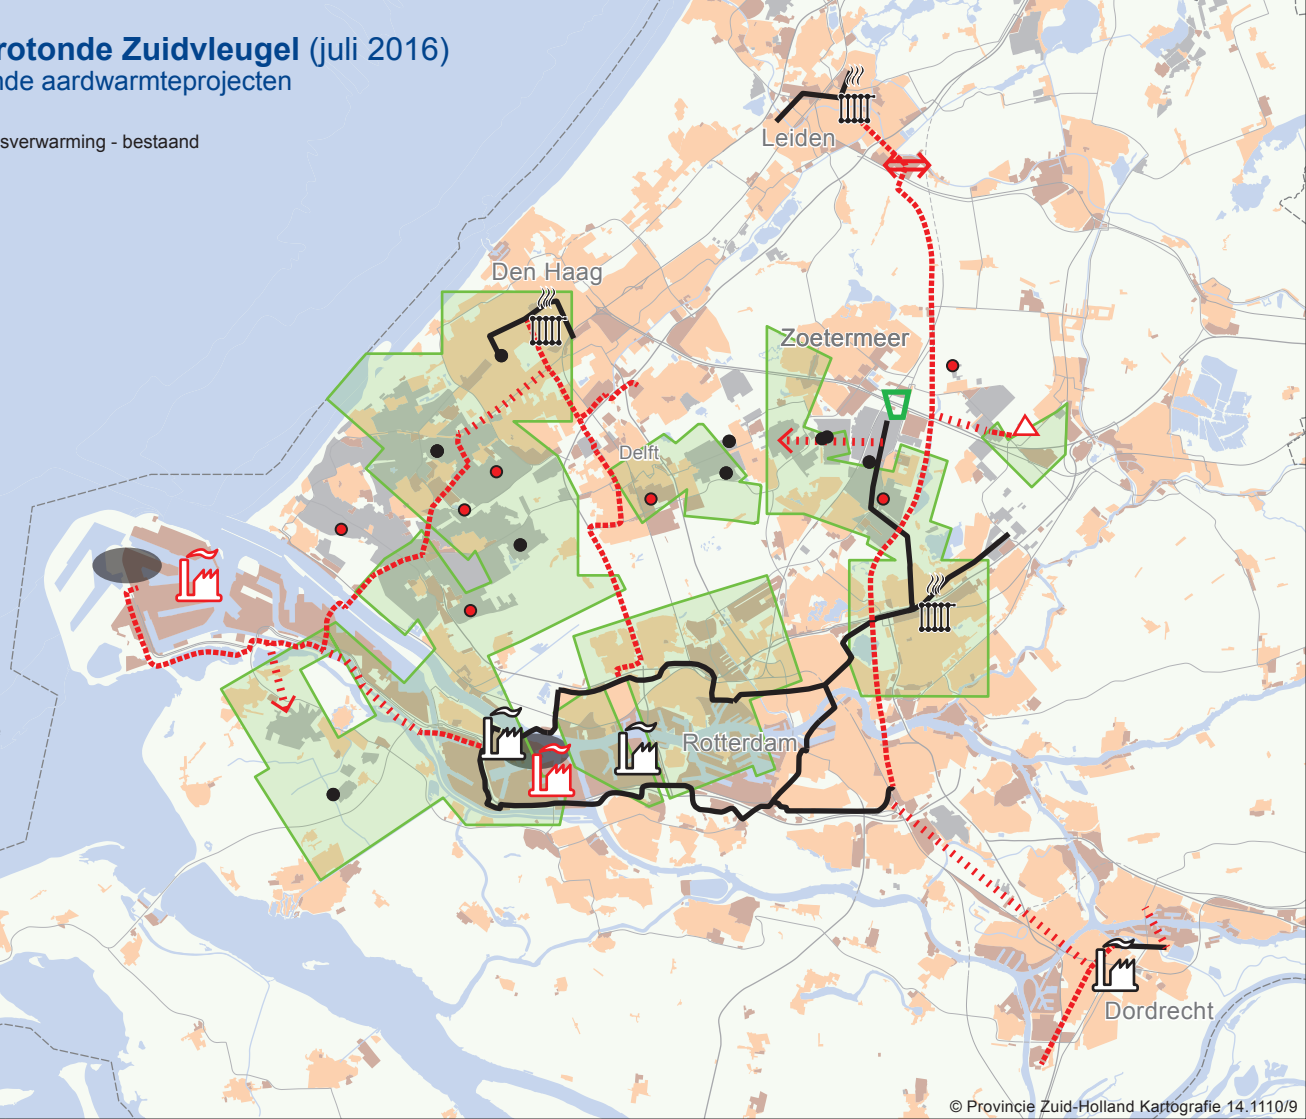 rotonde Zuidvleugel (juli 2016)
nde aardwarmteprojecten
sverwarming - bestaand
Leiden
Den Haag
Zoetermeer
Delft
Rotterdam
Dordrecht
© Provincie Zuid-Holland Kartografie 14.1110/9